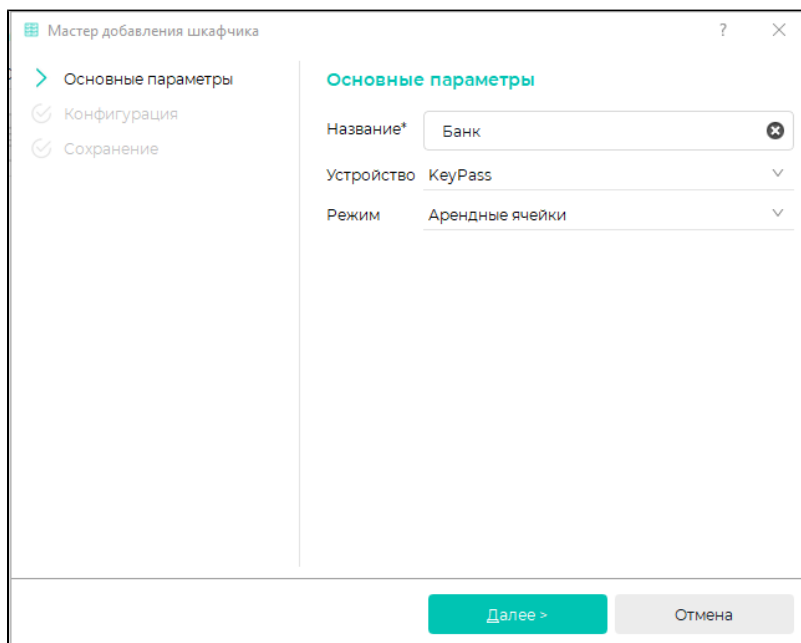 Мастер добавления шкафчика
?
Основные параметры
Конфигурация
Сохранение
Основные параметры
Название* Банк
Устройство KeyPass
Режим Арендные ячейки
Далее > Отмена